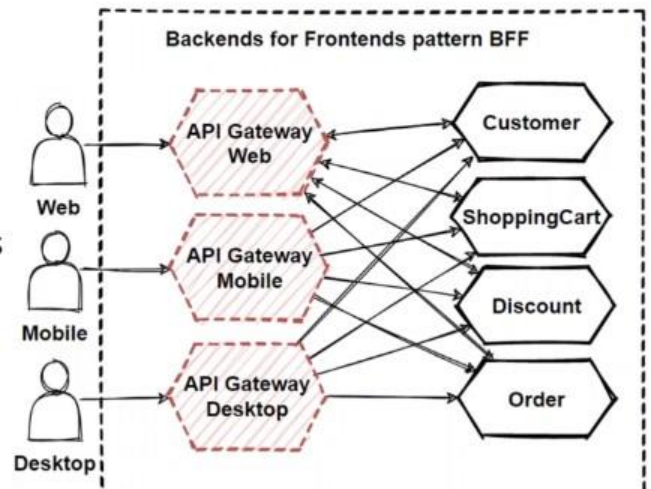 Backends for Frontends pattern BFF
API Gateway
Web
Customer
Web
ShoppingCart
s
API Gateway
Mobile
Mobile
Discount
API Gateway
Desktop
Order
Desktop